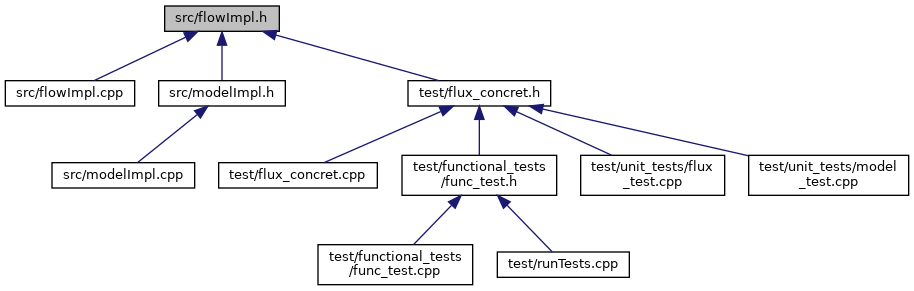 src/flowImpl.h
src/flowImpl.cpp
src/modelImpl.h
test/flux_concret.h
src/modelImpl.cpp
test/flux_concret.cpp
test/functional_tests
/func_test.h
test/unit_tests/flux
_test.cpp
test/unit_tests/model
_test.cpp
test/functional_tests
/func_test.cpp
test/runTests.cpp